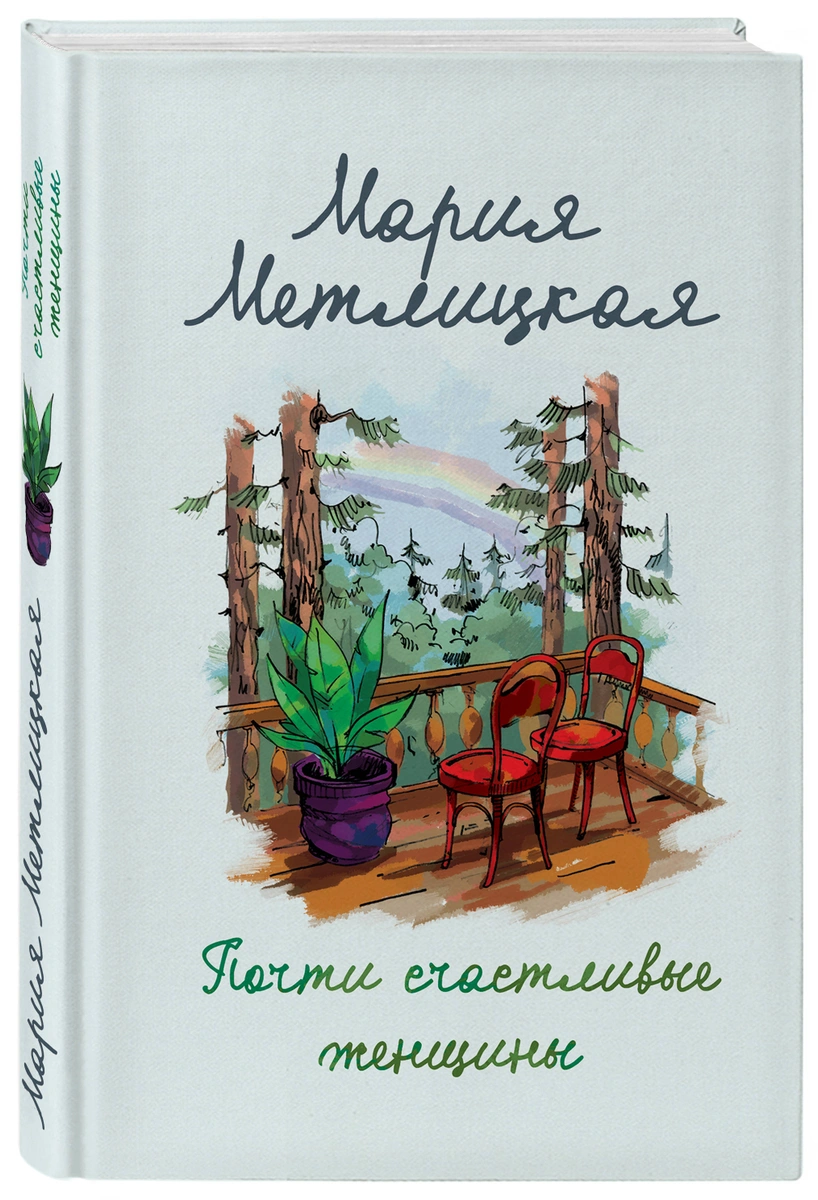 Мария
Метлицкая
Почти счастливые
женщины
Почти
счастливые
женщины
Мария Метлицкая